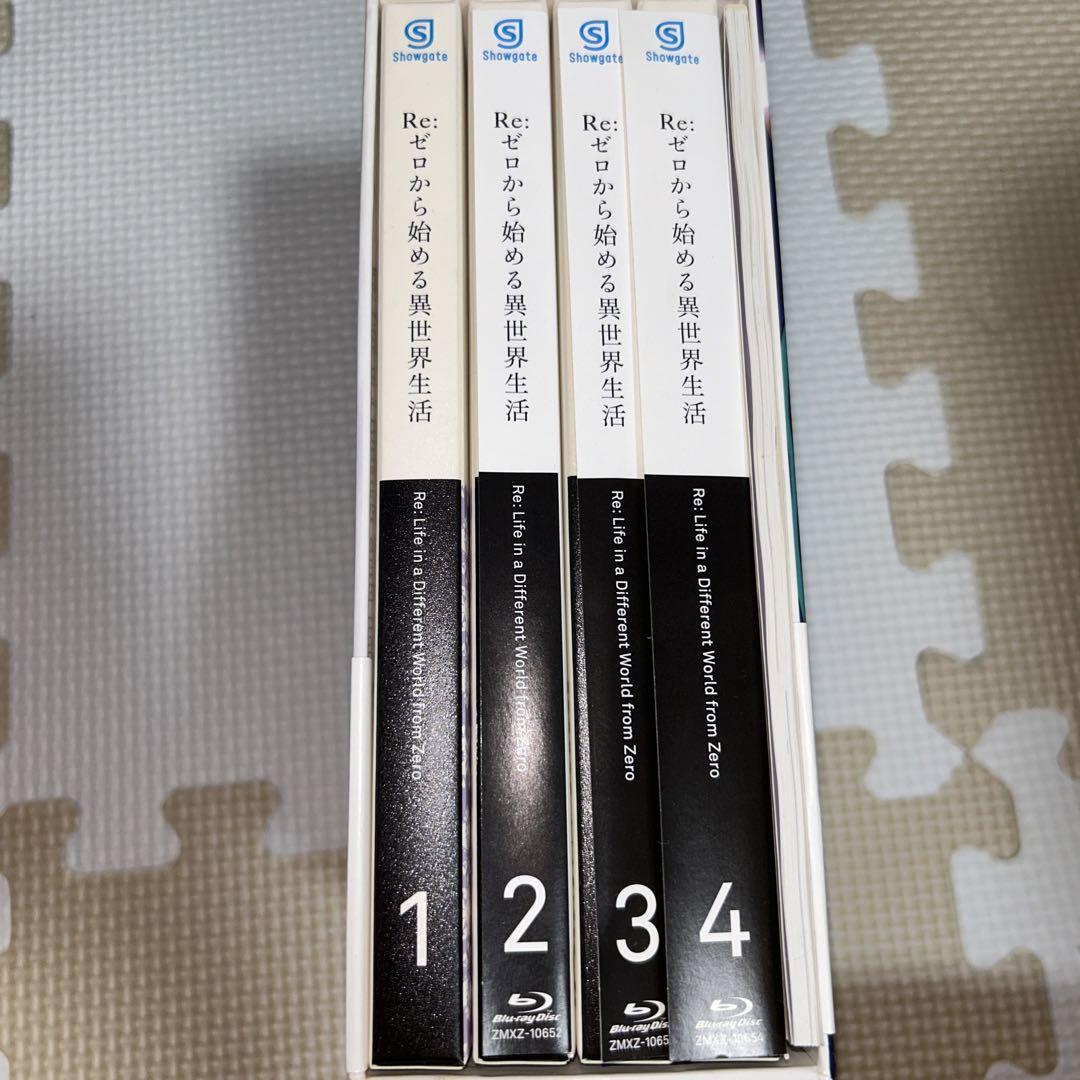 Showgate
Re:ゼロから始める異世界生活
Re: Life in a Different World from Zero
1
Showgate
Re:ゼロから始める異世界生活
Re: Life in a Different World from Zero
2
Blu-ray Disc
ZMXZ-10652
Showgate
Re:ゼロから始める異世界生活
Re: Life in a Different World from Zero
3
Blu-ray Dis
ZMXZ-1065
Showgate
Re:ゼロから始める異世界生活
Re: Life in a Different World from Zero
4
Blu-ray Disc
ZMXZ-10654